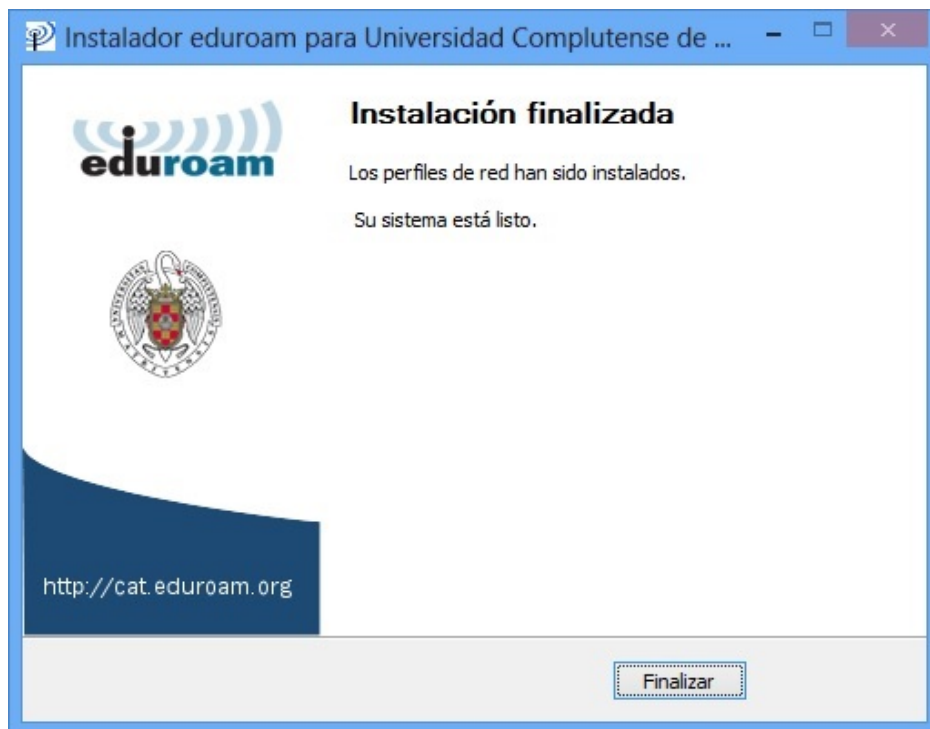 Instalador eduroam para Universidad Complutense de ...
eduroam
Instalación finalizada
Los perfiles de red han sido instalados.
Su sistema está listo.
http://cat.eduroam.org
Finalizar